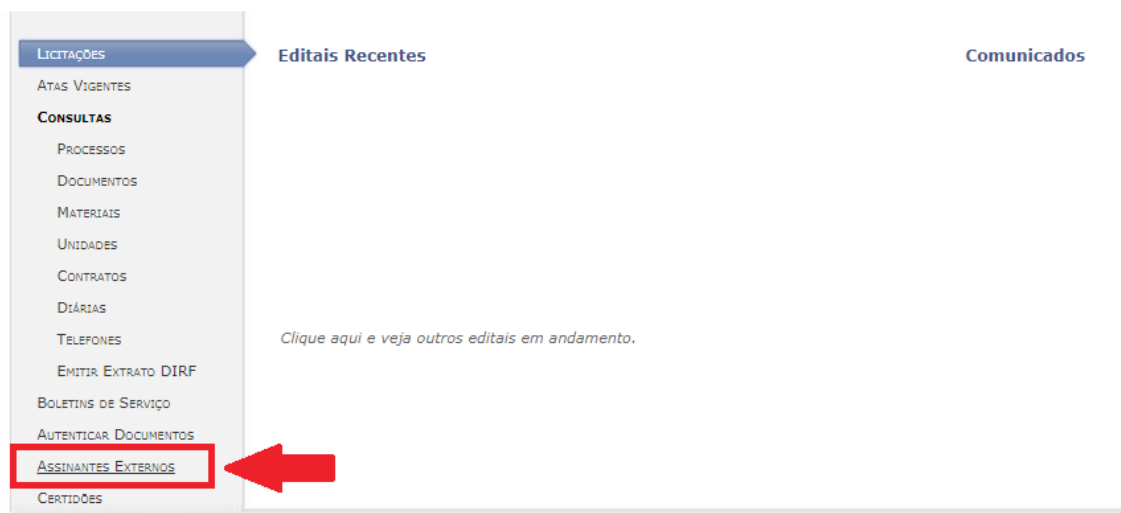 Licitações
Atas Vigentes
Consultas
Processos
Documentos
Materiais
Unidades
Contratos
Diárias
Telefones
Emitir Extrato DIRF
Boletins de Serviço
Autenticar Documentos
Assinantes Externos
Certidões
Editais Recentes
Clique aqui e veja outros editais em andamento.
Comunicados